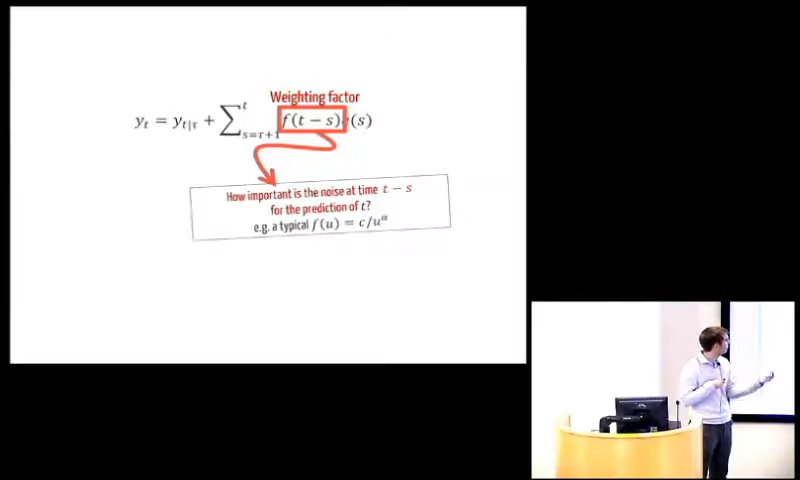 Weighting factor
y_t = y_{t|τ} + ∑_{s=τ+1}^{t} f(t − s) (s)
How important is the noise at time t − s
for the prediction of t?
e.g. a typical f(u) = c/u^α